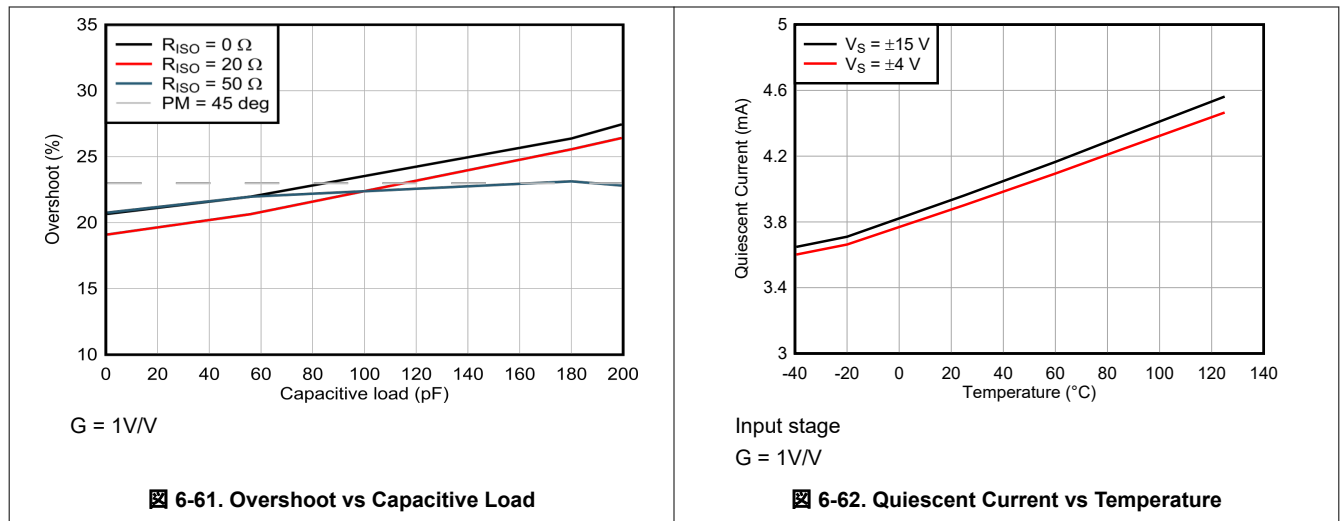 35
30
25
20
15
10
Overshoot (%)
R_ISO = 0 Ω
R_ISO = 20 Ω
R_ISO = 50 Ω
PM = 45 deg
0 20 40 60 80 100 120 140 160 180 200
Capacitive load (pF)
G = 1V/V
図 6-61. Overshoot vs Capacitive Load
5
4.6
4.2
3.8
3.4
3
Quiescent Current (mA)
V_S = ±15 V
V_S = ±4 V
-40 -20 0 20 40 60 80 100 120 140
Temperature (°C)
Input stage
G = 1V/V
図 6-62. Quiescent Current vs Temperature